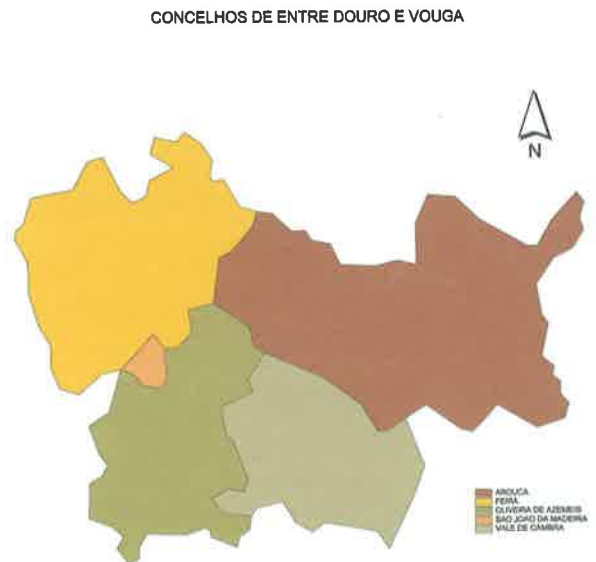 CONCELHOS DE ENTRE DOURO E VOUGA
N
AROUCA
FEIRA
OLIVEIRA DE AZEMEIS
SAO JOAO DA MADEIRA
VALE DE CAMBRA